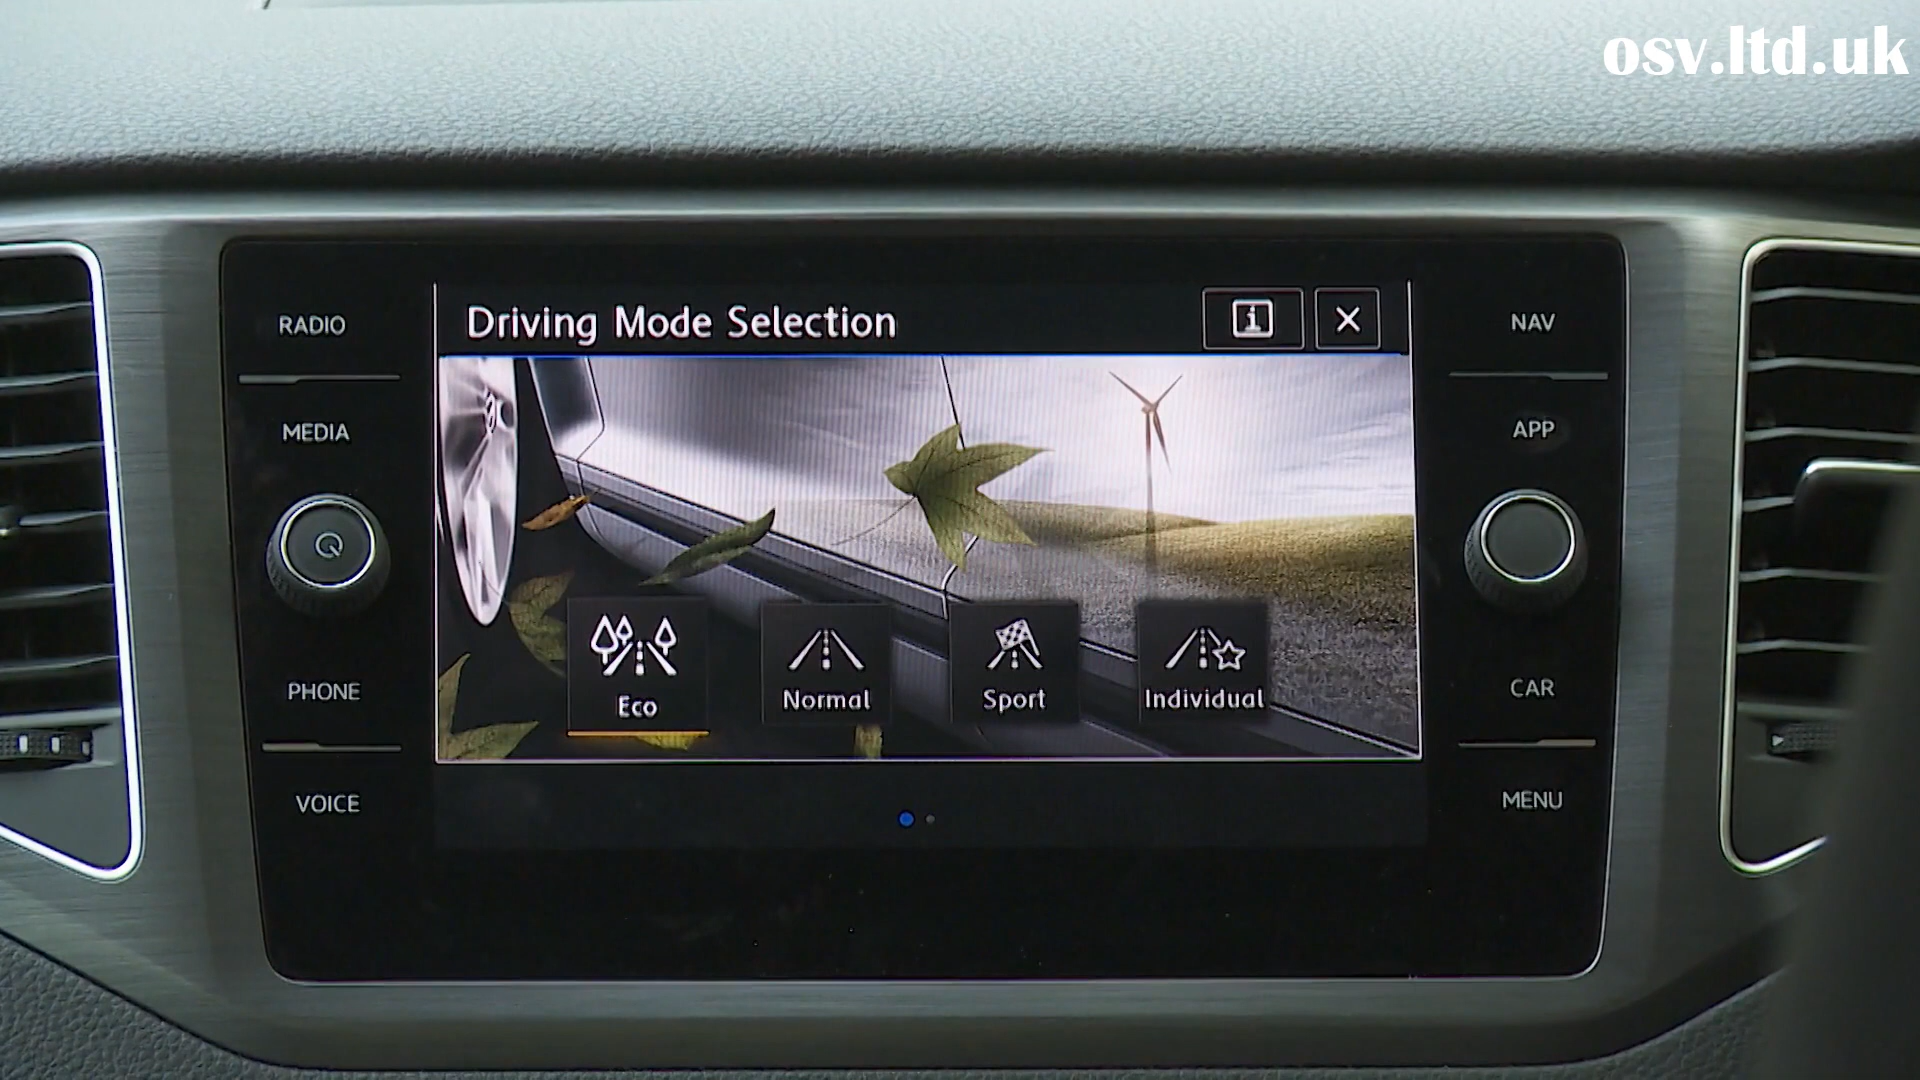 osv.ltd.uk
RADIO
MEDIA
PHONE
VOICE
Driving Mode Selection
i
Eco
Normal
Sport
Individual
NAV
APP
CAR
MENU